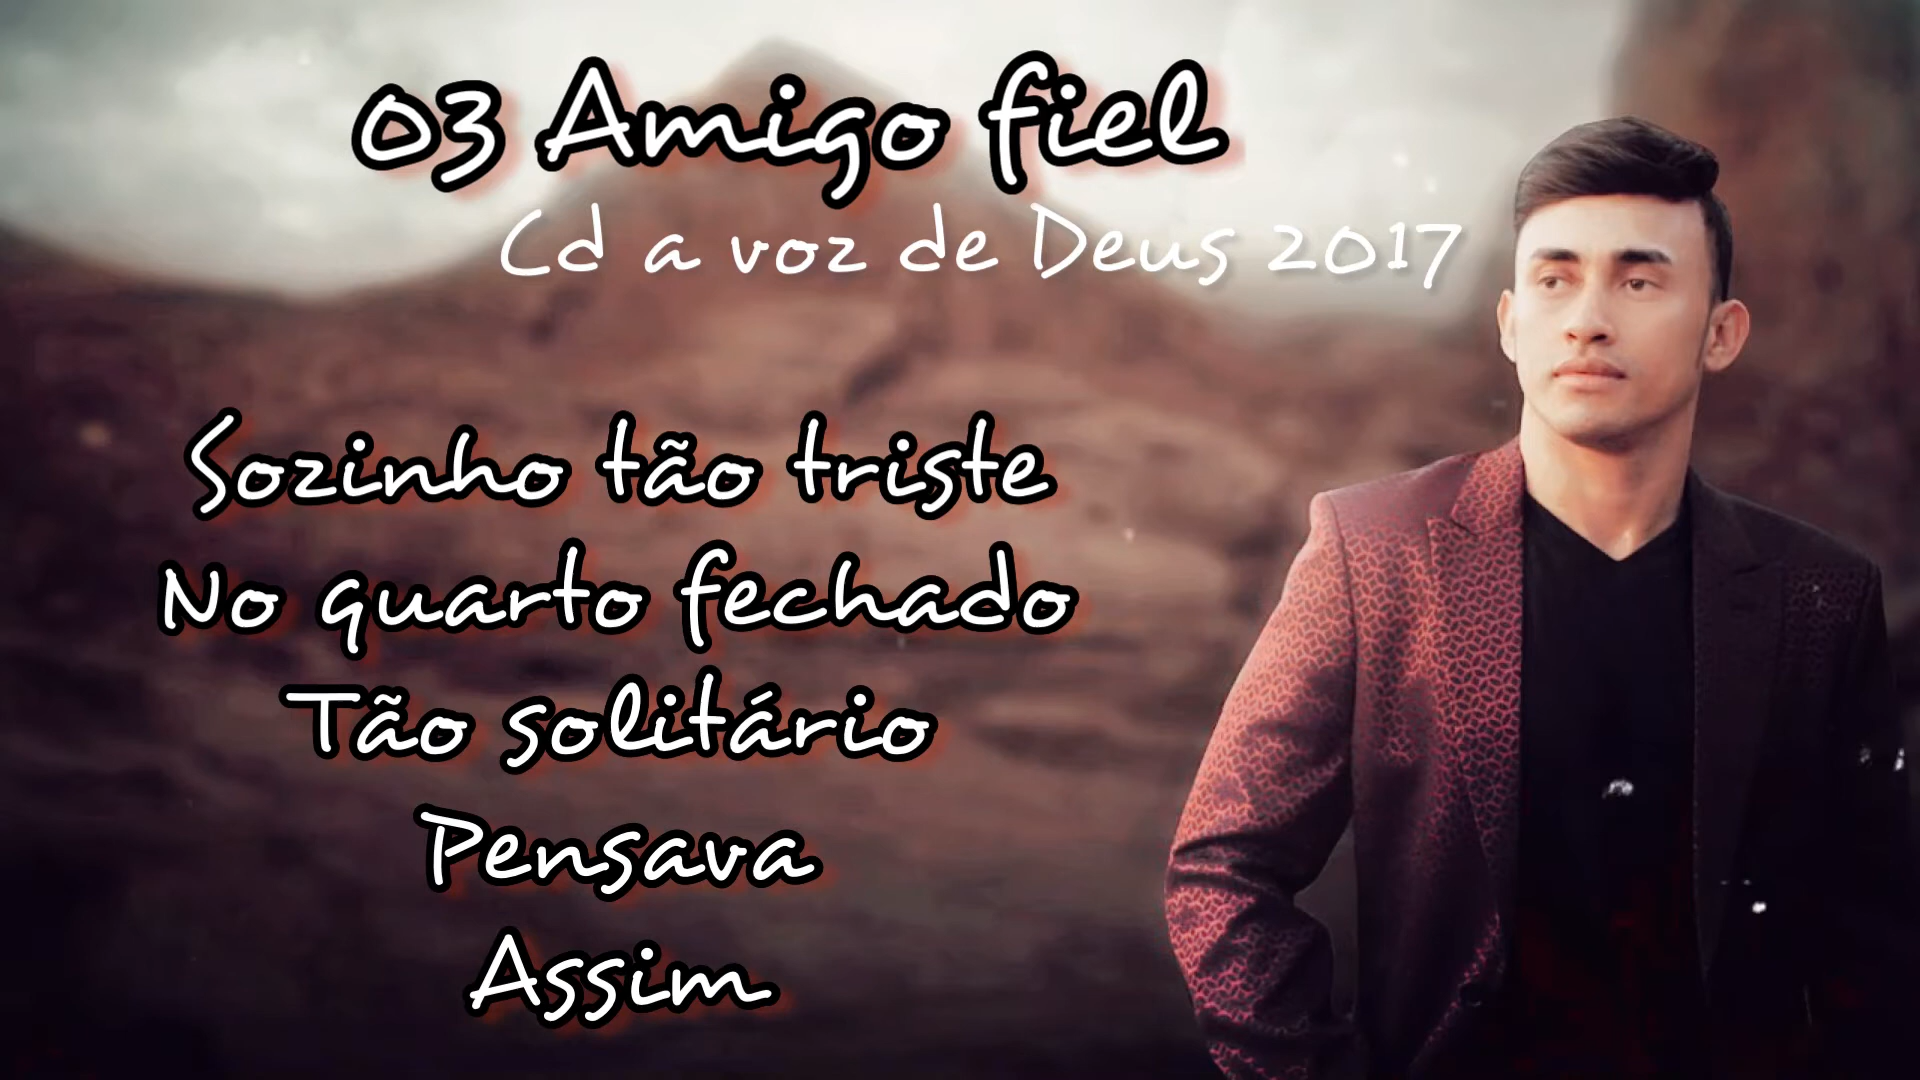 03 Amigo fiel
Cd a voz de Deus 2017
Sozinho tão triste
No quarto fechado
Tão solitário
Pensava
Assim